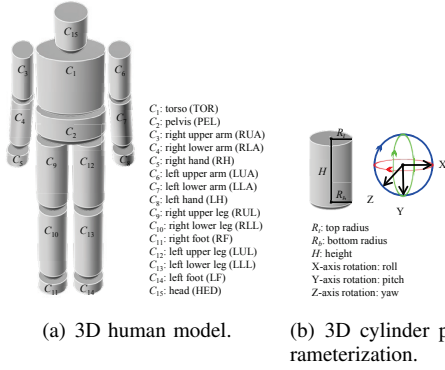 C15
C3
C1
C6
C4
C2
C7
C5
C8
C9
C12
C10
C13
C11
C14
C1: torso (TOR)
C2: pelvis (PEL)
C3: right upper arm (RUA)
C4: right lower arm (RLA)
C5: right hand (RH)
C6: left upper arm (LUA)
C7: left lower arm (LLA)
C8: left hand (LH)
C9: right upper leg (RUL)
C10: right lower leg (RLL)
C11: right foot (RF)
C12: left upper leg (LUL)
C13: left lower leg (LLL)
C14: left foot (LF)
C15: head (HED)
(a) 3D human model.
Rt
H
Rb
X
Z
Y
Rt: top radius
Rb: bottom radius
H: height
X-axis rotation: roll
Y-axis rotation: pitch
Z-axis rotation: yaw
(b) 3D cylinder p
rameterization.